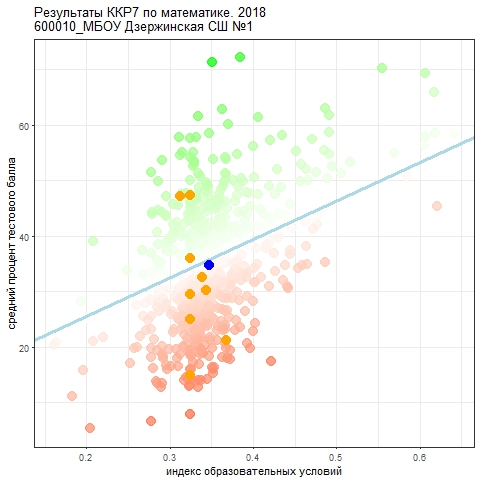 Результаты ККР7 по математике. 2018
600010_МБОУ Дзержинская СШ №1
средний процент тестового балла
60
40
20
0.2 0.3 0.4 0.5 0.6
индекс образовательных условий